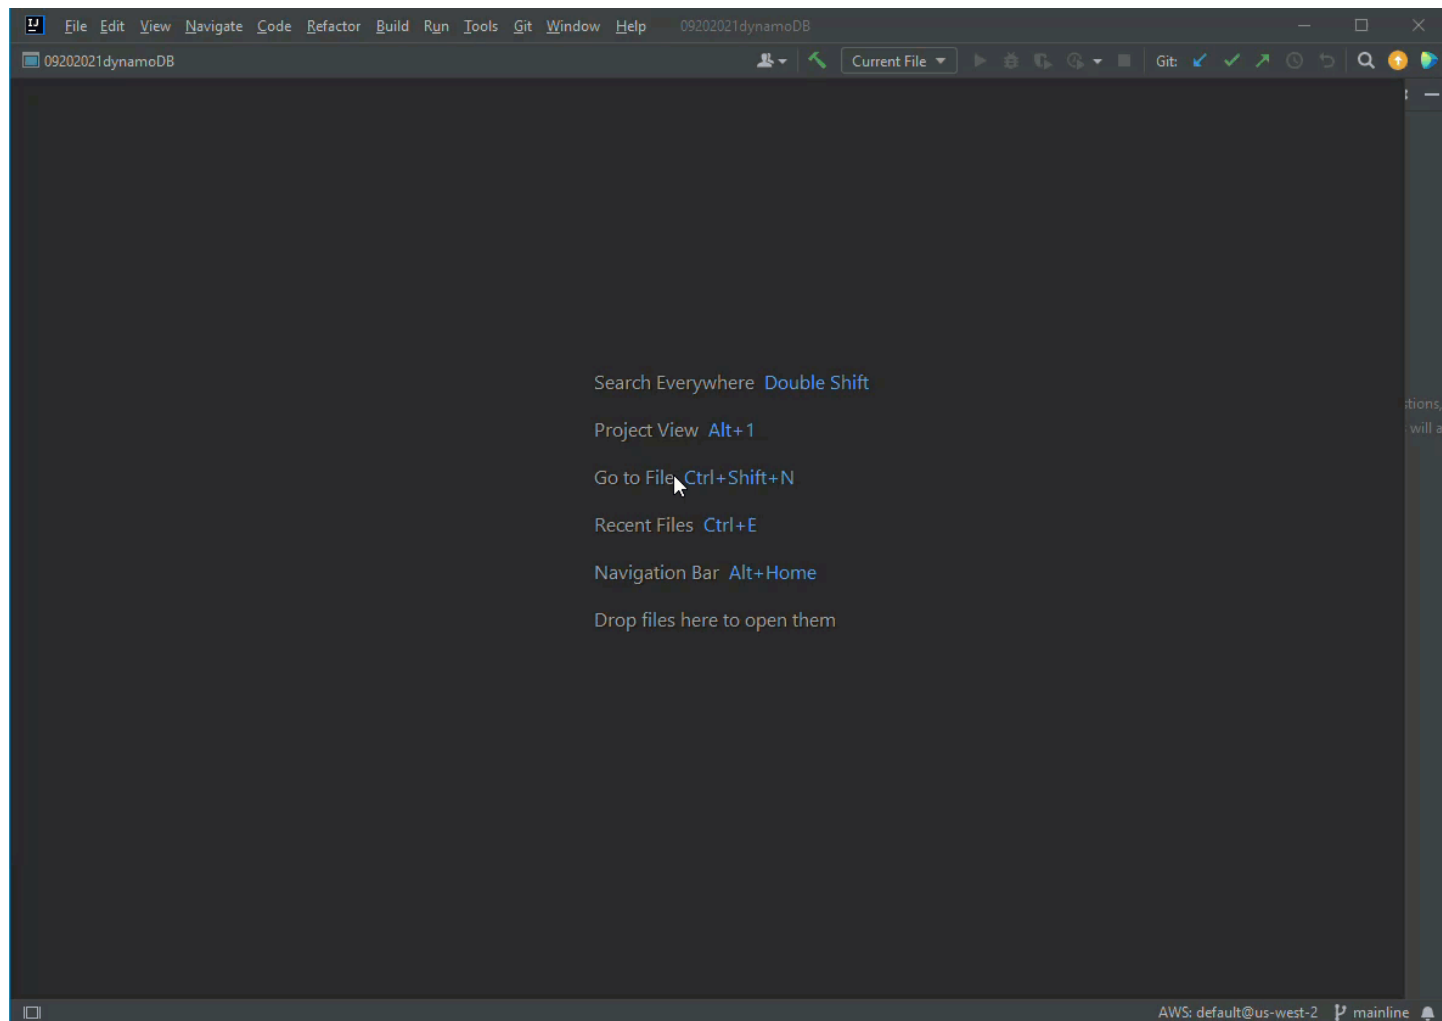 IJ File Edit View Navigate Code Refactor Build Run Tools Git Window Help 09202021dynamoDB
09202021dynamoDB Current File Git:
Search Everywhere Double Shift
Project View Alt+1
Go to File Ctrl+Shift+N
Recent Files Ctrl+E
Navigation Bar Alt+Home
Drop files here to open them
will
AWS: default@us-west-2 mainline